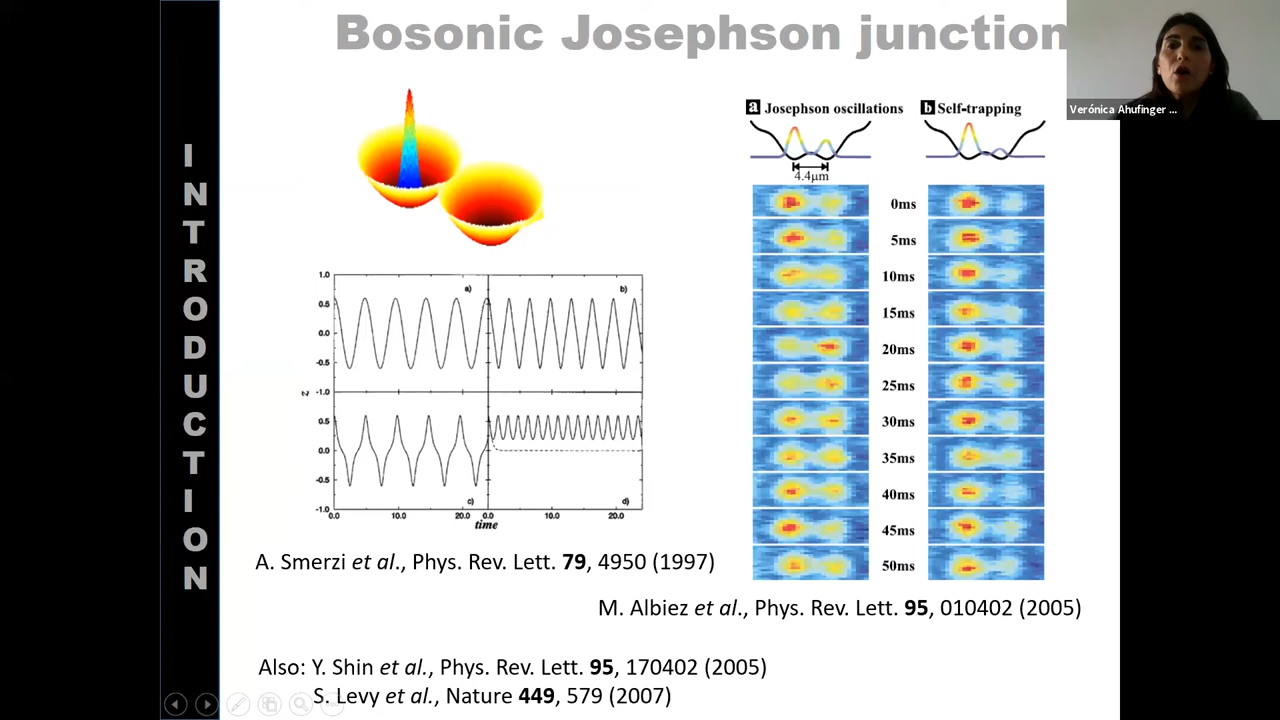 Bosonic Josephson junction
Verónica Ahufinger ...
INTRODUCTION
a Josephson oscillations
b Self-trapping
4.4μm
0ms
5ms
10ms
15ms
20ms
25ms
30ms
35ms
40ms
45ms
50ms
1.0
0.5
0.0
-0.5
-1.0
a)
b)
z
0.5
0.0
-0.5
-1.0
c)
d)
0.0 10.0 20.0 0.0 10.0 20.0
time
A. Smerzi et al., Phys. Rev. Lett. 79, 4950 (1997)
M. Albiez et al., Phys. Rev. Lett. 95, 010402 (2005)
Also: Y. Shin et al., Phys. Rev. Lett. 95, 170402 (2005)
S. Levy et al., Nature 449, 579 (2007)